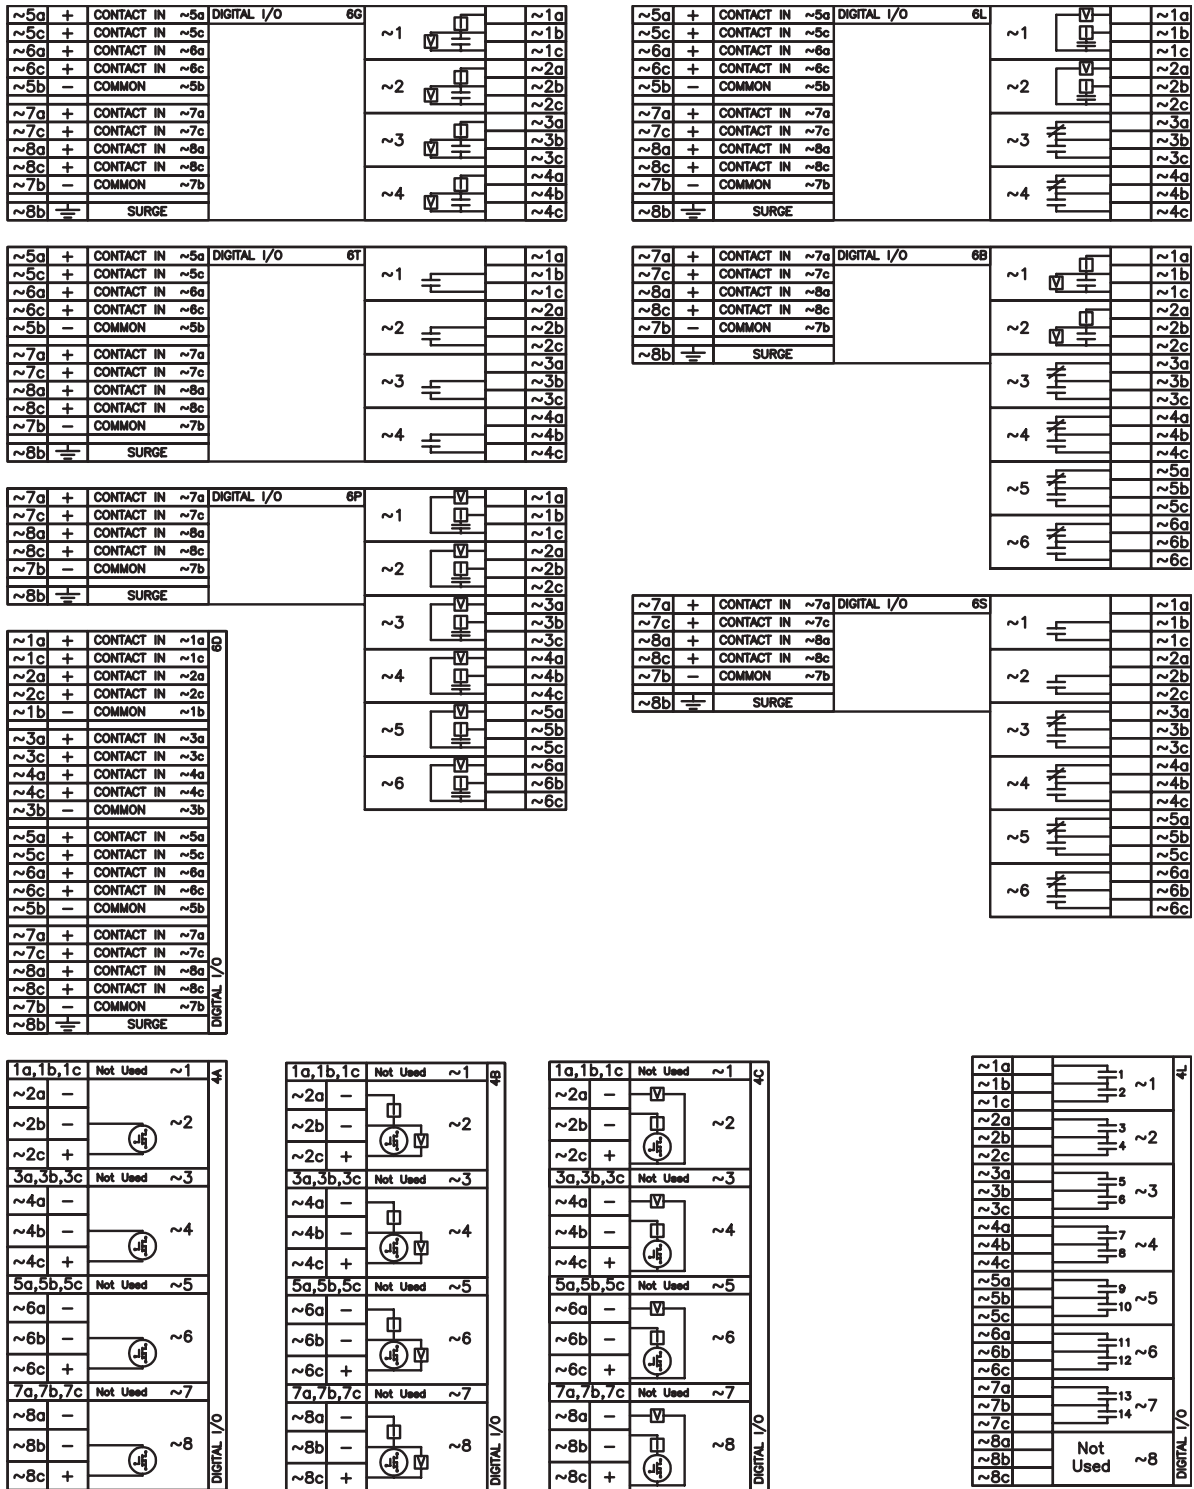 ~5a + CONTACT IN ~5a DIGITAL I/O 6G ~1a
~5c + CONTACT IN ~5c ~1 ~1b
~6a + CONTACT IN ~6a ~1c
~6c + CONTACT IN ~6c ~2a
~5b − COMMON ~5b ~2 ~2b
~2c
~7a + CONTACT IN ~7a ~3a
~7c + CONTACT IN ~7c ~3 ~3b
~8a + CONTACT IN ~8a ~3c
~8c + CONTACT IN ~8c ~4a
~7b − COMMON ~7b ~4 ~4b
~8b SURGE ~4c
V
V
V
V
~5a + CONTACT IN ~5a DIGITAL I/O 6L ~1a
~5c + CONTACT IN ~5c ~1 ~1b
~6a + CONTACT IN ~6a ~1c
~6c + CONTACT IN ~6c ~2a
~5b − COMMON ~5b ~2 ~2b
~2c
~7a + CONTACT IN ~7a ~3a
~7c + CONTACT IN ~7c ~3 ~3b
~8a + CONTACT IN ~8a ~3c
~8c + CONTACT IN ~8c ~4a
~7b − COMMON ~7b ~4 ~4b
~8b SURGE ~4c
V
V
~5a + CONTACT IN ~5a DIGITAL I/O 6T ~1a
~5c + CONTACT IN ~5c ~1 ~1b
~6a + CONTACT IN ~6a ~1c
~6c + CONTACT IN ~6c ~2a
~5b − COMMON ~5b ~2 ~2b
~2c
~7a + CONTACT IN ~7a ~3a
~7c + CONTACT IN ~7c ~3 ~3b
~8a + CONTACT IN ~8a ~3c
~8c + CONTACT IN ~8c ~4a
~7b − COMMON ~7b ~4 ~4b
~8b SURGE ~4c
~7a + CONTACT IN ~7a DIGITAL I/O 6B ~1a
~7c + CONTACT IN ~7c ~1 ~1b
~8a + CONTACT IN ~8a ~1c
~8c + CONTACT IN ~8c ~2a
~7b − COMMON ~7b ~2 ~2b
~8b SURGE ~2c
~3a
~3 ~3b
~3c
~4a
~4 ~4b
~4c
~5a
~5 ~5b
~5c
~6a
~6 ~6b
~6c
V
V
~7a + CONTACT IN ~7a DIGITAL I/O 6P ~1a
~7c + CONTACT IN ~7c ~1 ~1b
~8a + CONTACT IN ~8a ~1c
~8c + CONTACT IN ~8c ~2a
~7b − COMMON ~7b ~2 ~2b
~2c
~8b SURGE ~3a
~3 ~3b
~3c
~4a
~4 ~4b
~4c
~5a
~5 ~5b
~5c
~6a
~6 ~6b
~6c
V
V
V
V
V
V
~7a + CONTACT IN ~7a DIGITAL I/O 6S ~1a
~7c + CONTACT IN ~7c ~1 ~1b
~8a + CONTACT IN ~8a ~1c
~8c + CONTACT IN ~8c ~2a
~7b − COMMON ~7b ~2 ~2b
~8b SURGE ~2c
~3a
~3 ~3b
~3c
~4a
~4 ~4b
~4c
~5a
~5 ~5b
~5c
~6a
~6 ~6b
~6c
~1a + CONTACT IN ~1a 6D
~1c + CONTACT IN ~1c
~2a + CONTACT IN ~2a
~2c + CONTACT IN ~2c
~1b − COMMON ~1b
~3a + CONTACT IN ~3a
~3c + CONTACT IN ~3c
~4a + CONTACT IN ~4a
~4c + CONTACT IN ~4c
~3b − COMMON ~3b
~5a + CONTACT IN ~5a
~5c + CONTACT IN ~5c
~6a + CONTACT IN ~6a
~6c + CONTACT IN ~6c
~5b − COMMON ~5b
~7a + CONTACT IN ~7a
~7c + CONTACT IN ~7c
~8a + CONTACT IN ~8a
~8c + CONTACT IN ~8c
~7b − COMMON ~7b
~8b SURGE
DIGITAL I/O
1a,1b,1c Not Used ~1 4A
~2a −
~2b − ~2
~2c +
3a,3b,3c Not Used ~3
~4a −
~4b − ~4
~4c +
5a,5b,5c Not Used ~5
~6a −
~6b − ~6
~6c +
7a,7b,7c Not Used ~7
~8a −
~8b − ~8
~8c +
DIGITAL I/O
1a,1b,1c Not Used ~1 4B
~2a −
~2b − V ~2
~2c +
3a,3b,3c Not Used ~3
~4a −
~4b − V ~4
~4c +
5a,5b,5c Not Used ~5
~6a −
~6b − V ~6
~6c +
7a,7b,7c Not Used ~7
~8a −
~8b − V ~8
~8c +
DIGITAL I/O
1a,1b,1c Not Used ~1 4C
~2a − V
~2b − ~2
~2c +
3a,3b,3c Not Used ~3
~4a − V
~4b − ~4
~4c +
5a,5b,5c Not Used ~5
~6a − V
~6b − ~6
~6c +
7a,7b,7c Not Used ~7
~8a − V
~8b − ~8
~8c +
DIGITAL I/O
~1a 1 4L
~1b 2 ~1
~1c
~2a 3
~2b 4 ~2
~2c
~3a 5
~3b 6 ~3
~3c
~4a 7
~4b 8 ~4
~4c
~5a 9
~5b 10 ~5
~5c
~6a 11
~6b 12 ~6
~6c
~7a 13
~7b 14 ~7
~7c
~8a Not
~8b Used ~8
~8c
DIGITAL I/O